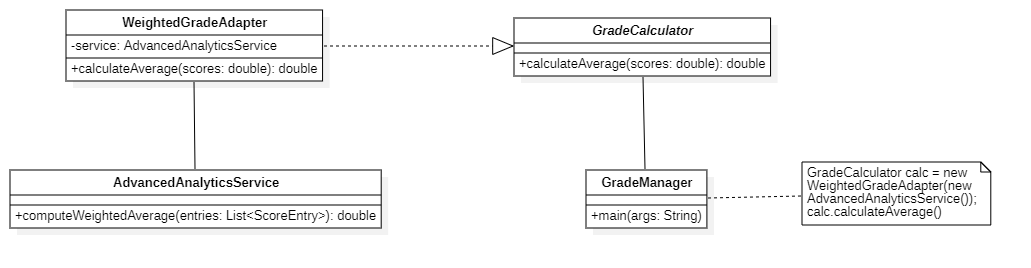 WeightedGradeAdapter
-service: AdvancedAnalyticsService
+calculateAverage(scores: double): double
GradeCalculator
+calculateAverage(scores: double): double
AdvancedAnalyticsService
+computeWeightedAverage(entries: List<ScoreEntry>): double
GradeManager
+main(args: String)
GradeCalculator calc = new
WeightedGradeAdapter(new
AdvancedAnalyticsService());
calc.calculateAverage()